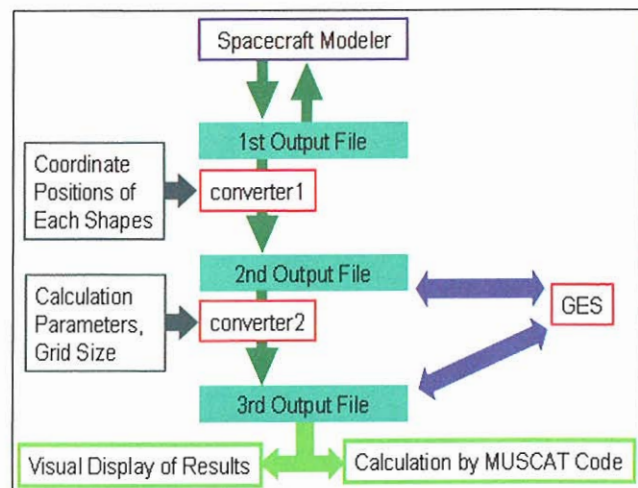 Spacecraft Modeler
1st Output File
Coordinate
Positions of
Each Shapes
converter1
2nd Output File
Calculation
Parameters,
Grid Size
converter2
GES
3rd Output File
Visual Display of Results
Calculation by MUSCAT Code